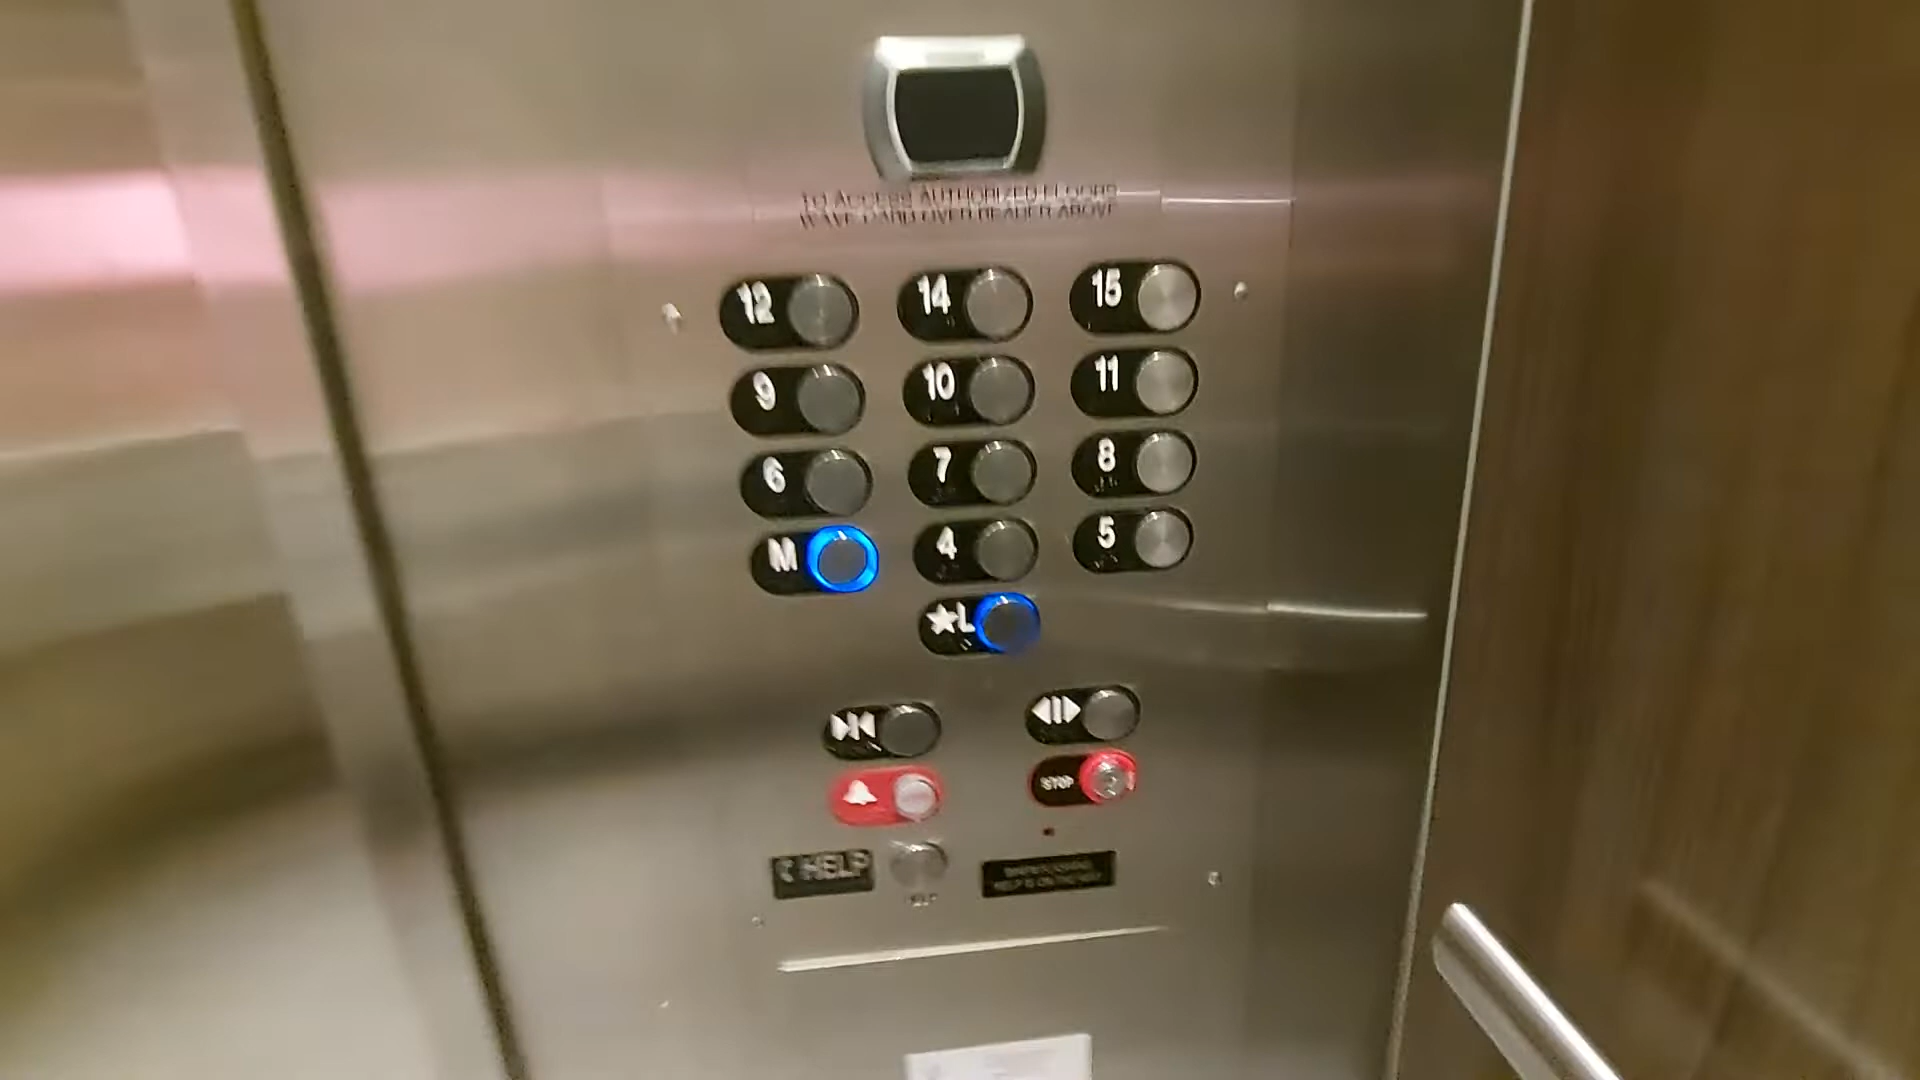 TO ACCESS AUTHORIZED FLOORS
WAVE CARD OVER READER ABOVE
12 14 15
9 10 11
6 7 8
M 4 5
★L
STOP
HELP